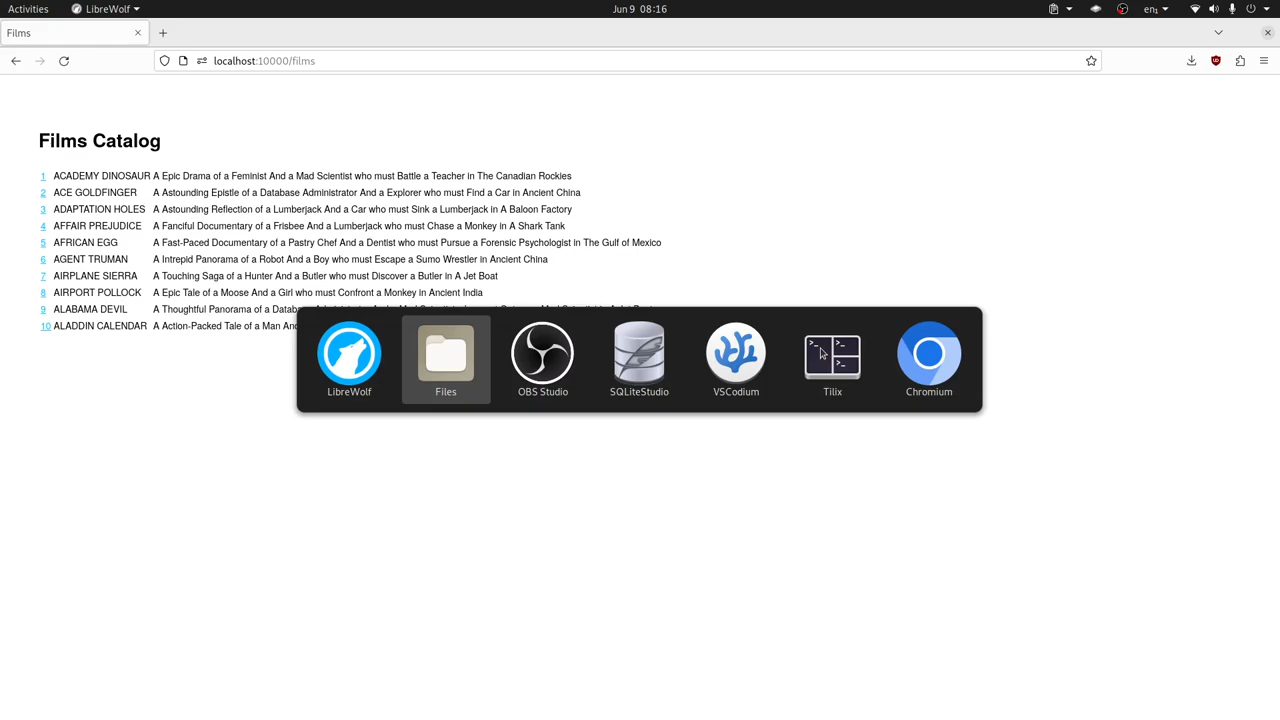 Activities LibreWolf Jun 9 08:16 en₁
Films
localhost:10000/films
Films Catalog
1 ACADEMY DINOSAUR A Epic Drama of a Feminist And a Mad Scientist who must Battle a Teacher in The Canadian Rockies
2 ACE GOLDFINGER A Astounding Epistle of a Database Administrator And a Explorer who must Find a Car in Ancient China
3 ADAPTATION HOLES A Astounding Reflection of a Lumberjack And a Car who must Sink a Lumberjack in A Baloon Factory
4 AFFAIR PREJUDICE A Fanciful Documentary of a Frisbee And a Lumberjack who must Chase a Monkey in A Shark Tank
5 AFRICAN EGG A Fast-Paced Documentary of a Pastry Chef And a Dentist who must Pursue a Forensic Psychologist in The Gulf of Mexico
6 AGENT TRUMAN A Intrepid Panorama of a Robot And a Boy who must Escape a Sumo Wrestler in Ancient China
7 AIRPLANE SIERRA A Touching Saga of a Hunter And a Butler who must Discover a Butler in A Jet Boat
8 AIRPORT POLLOCK A Epic Tale of a Moose And a Girl who must Confront a Monkey in Ancient India
9 ALABAMA DEVIL A Thoughtful Panorama of a
10 ALADDIN CALENDAR A Action-Packed Tale of a Man
LibreWolf Files OBS Studio SQLiteStudio VSCodium Tilix Chromium